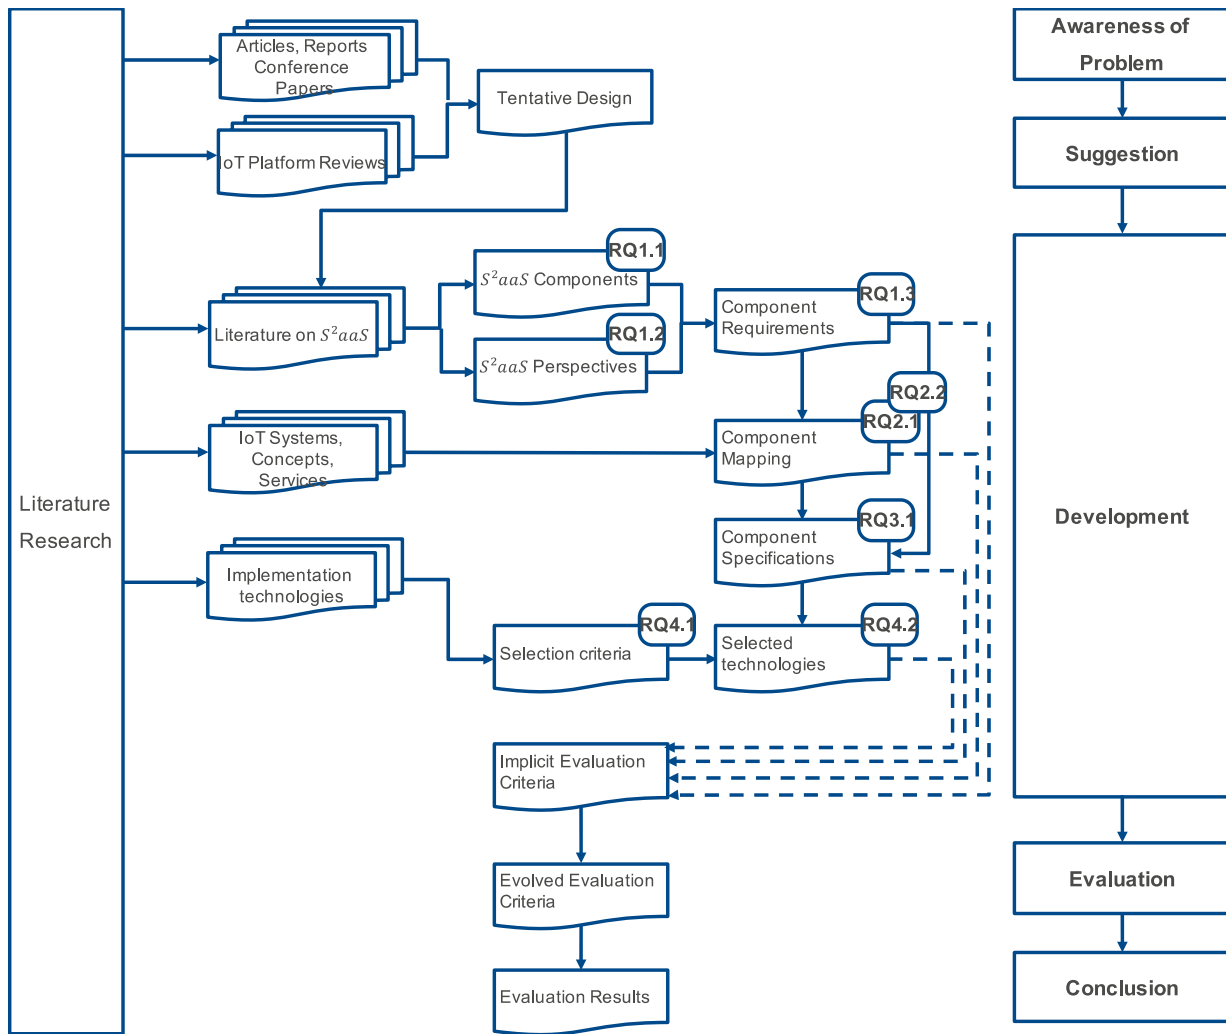 Literature
Research
Articles, Reports
Conference
Papers
IoT Platform Reviews
Tentative Design
Literature on S²aaS
RQ1.1
S²aaS Components
RQ1.2
S²aaS Perspectives
RQ1.3
Component
Requirements
RQ2.2
RQ2.1
IoT Systems,
Concepts,
Services
Component
Mapping
RQ3.1
Component
Specifications
Implementation
technologies
RQ4.1
Selection criteria
RQ4.2
Selected
technologies
Implicit Evaluation
Criteria
Evolved Evaluation
Criteria
Evaluation Results
Awareness of
Problem
Suggestion
Development
Evaluation
Conclusion